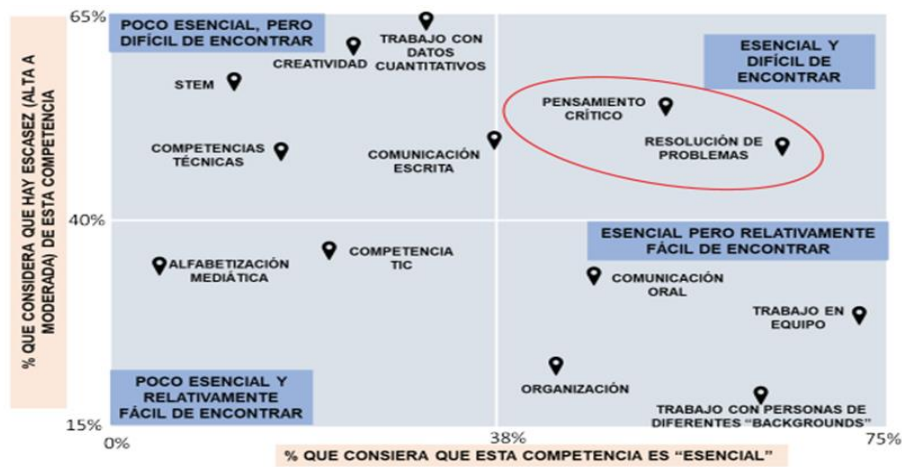 % QUE CONSIDERA QUE HAY ESCASEZ (ALTA A
MODERADA) DE ESTA COMPETENCIA
65%
POCO ESENCIAL, PERO
DIFÍCIL DE ENCONTRAR
TRABAJO CON
DATOS
CUANTITATIVOS
CREATIVIDAD
STEM
ESENCIAL Y
DIFÍCIL DE
ENCONTRAR
PENSAMIENTO
CRÍTICO
RESOLUCIÓN DE
PROBLEMAS
COMPETENCIAS
TÉCNICAS
COMUNICACIÓN
ESCRITA
40%
ESENCIAL PERO RELATIVAMENTE
FÁCIL DE ENCONTRAR
ALFABETIZACIÓN
MEDIÁTICA
COMPETENCIA
TIC
COMUNICACIÓN
ORAL
TRABAJO EN
EQUIPO
POCO ESENCIAL Y
RELATIVAMENTE
FÁCIL DE ENCONTRAR
ORGANIZACIÓN
TRABAJO CON PERSONAS DE
DIFERENTES “BACKGROUNDS”
15%
0%
38%
75%
% QUE CONSIERA QUE ESTA COMPETENCIA ES “ESENCIAL”